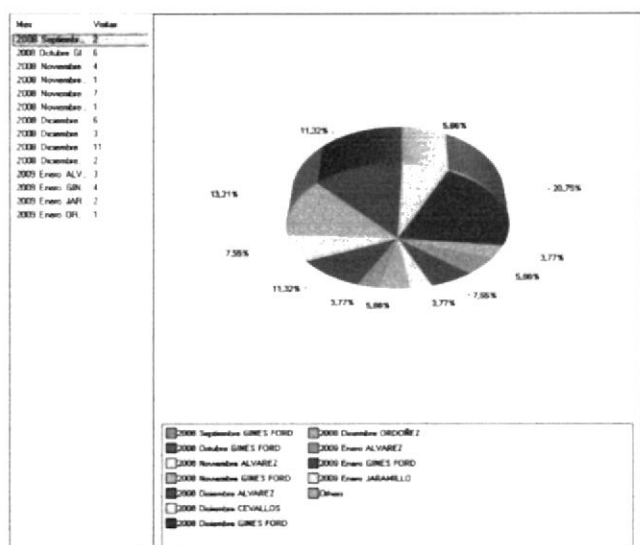 Mes Visitas
2008 Septiembr... 2
2008 Octubre GI 6
2008 Noviembre 4
2008 Noviembre. 1
2008 Noviembre 7
2008 Noviembre. 1
2008 Diciembre 6
2008 Diciembre 3
2008 Diciembre 11
2008 Diciembre. 2
2009 Enero ALV. 3
2009 Enero GIN. 4
2009 Enero JAR 2
2009 Enero OR. 1
11,32%
5,66%
13,21%
20,75%
7,55%
3,77%
5,66%
11,32%
7,55%
3,77%
5,66%
3,77%
2008 Septiembre GINES FORD
2008 Octubre GINES FORD
2008 Noviembre ALVAREZ
2008 Noviembre GINES FORD
2008 Diciembre ALVAREZ
2008 Diciembre CEVALLOS
2008 Diciembre GINES FORD
2008 Diciembre ORDOÑEZ
2009 Enero ALVAREZ
2009 Enero GINES FORD
2009 Enero JARAMILLO
Others